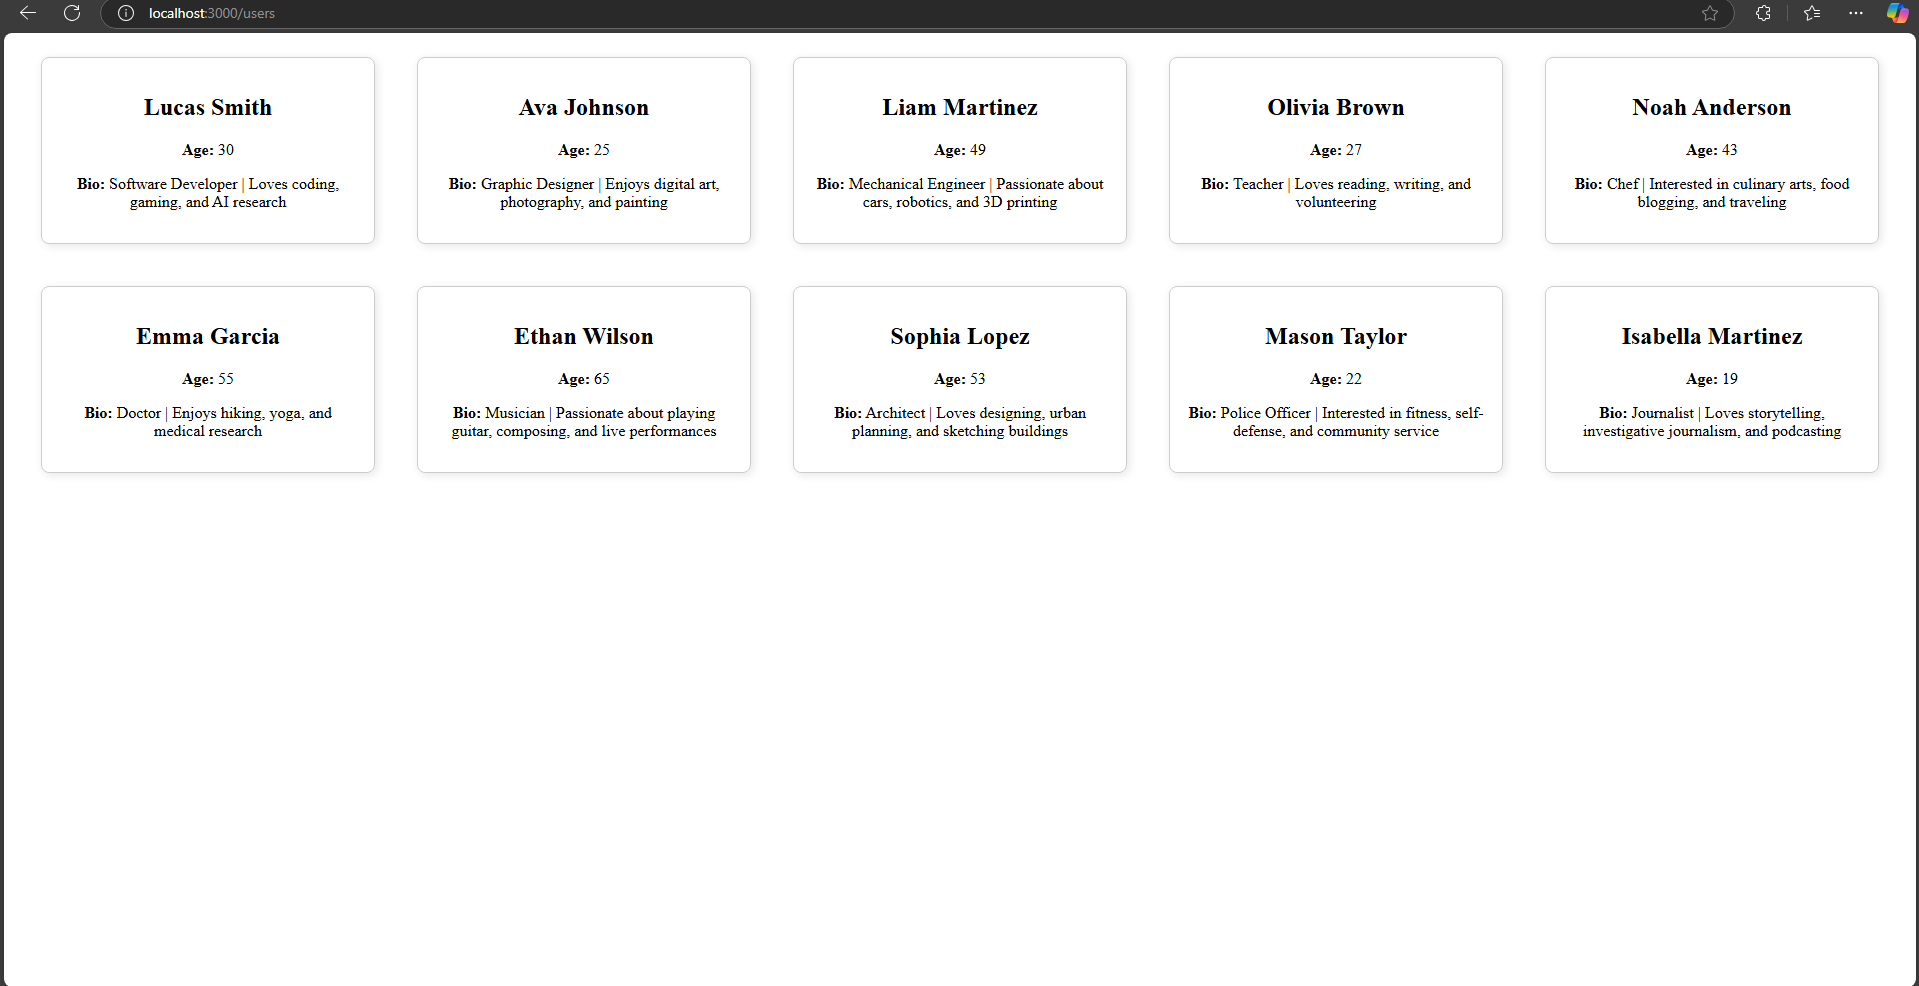 localhost:3000/users
Lucas Smith
Age: 30
Bio: Software Developer | Loves coding,
gaming, and AI research
Ava Johnson
Age: 25
Bio: Graphic Designer | Enjoys digital art,
photography, and painting
Liam Martinez
Age: 49
Bio: Mechanical Engineer | Passionate about
cars, robotics, and 3D printing
Olivia Brown
Age: 27
Bio: Teacher | Loves reading, writing, and
volunteering
Noah Anderson
Age: 43
Bio: Chef | Interested in culinary arts, food
blogging, and traveling
Emma Garcia
Age: 55
Bio: Doctor | Enjoys hiking, yoga, and
medical research
Ethan Wilson
Age: 65
Bio: Musician | Passionate about playing
guitar, composing, and live performances
Sophia Lopez
Age: 53
Bio: Architect | Loves designing, urban
planning, and sketching buildings
Mason Taylor
Age: 22
Bio: Police Officer | Interested in fitness, self-
defense, and community service
Isabella Martinez
Age: 19
Bio: Journalist | Loves storytelling,
investigative journalism, and podcasting